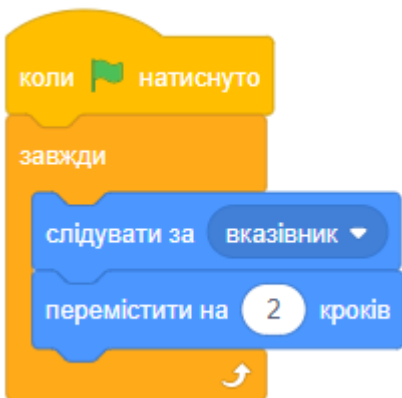 коли натиснуто
завжди
слідувати за вказівник
перемістити на 2 кроків